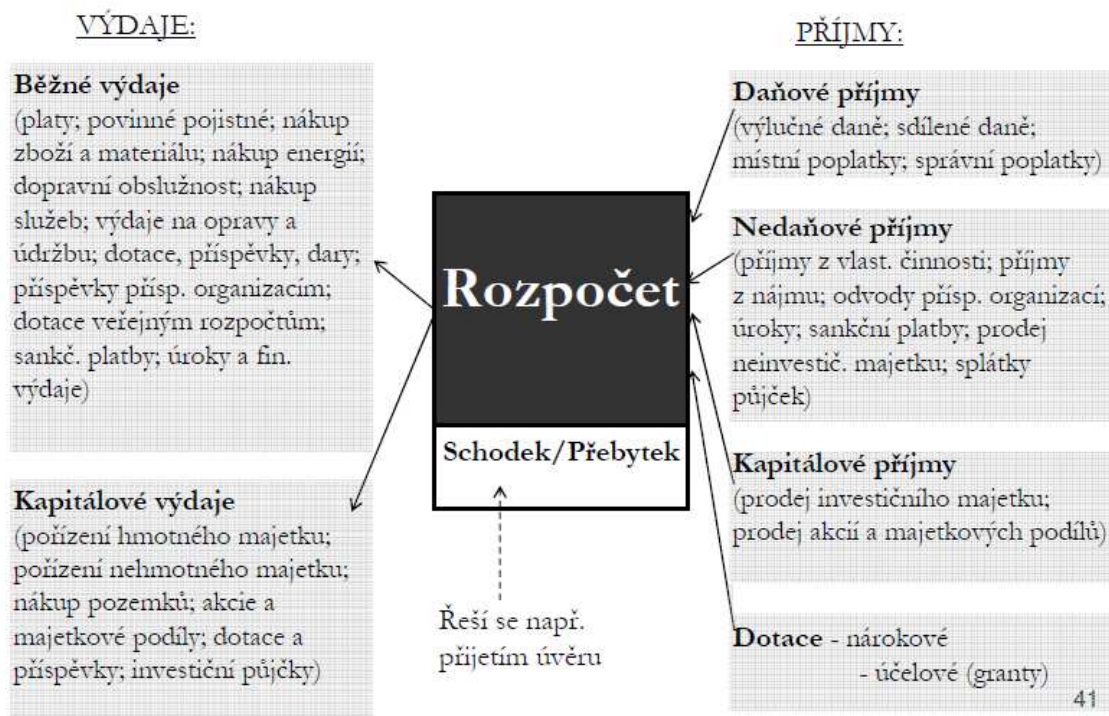 VÝDAJE:
Běžné výdaje
(platy; povinné pojistné; nákup
zboží a materiálu; nákup energií;
dopravní obslužnost; nákup
služeb; výdaje na opravy a
údržbu; dotace, příspěvky, dary;
příspěvky přísp. organizacím;
dotace veřejným rozpočtům;
sankč. platby; úroky a fin.
výdaje)
Kapitálové výdaje
(pořízení hmotného majetku;
pořízení nehmotného majetku;
nákup pozemků; akcie a
majetkové podíly; dotace a
příspěvky; investiční půjčky)
Rozpočet
Schodek/Přebytek
Řeší se např.
přijetím úvěru
PŘÍJMY:
Daňové příjmy
(výlučné daně; sdílené daně;
místní poplatky; správní poplatky)
Nedaňové příjmy
(příjmy z vlast. činnosti; příjmy
z nájmu; odvody přísp. organizací;
úroky; sankční platby; prodej
neinvestič. majetku; splátky
půjček)
Kapitálové příjmy
(prodej investičního majetku;
prodej akcií a majetkových podílů)
Dotace - nárokové
- účelové (granty)
41